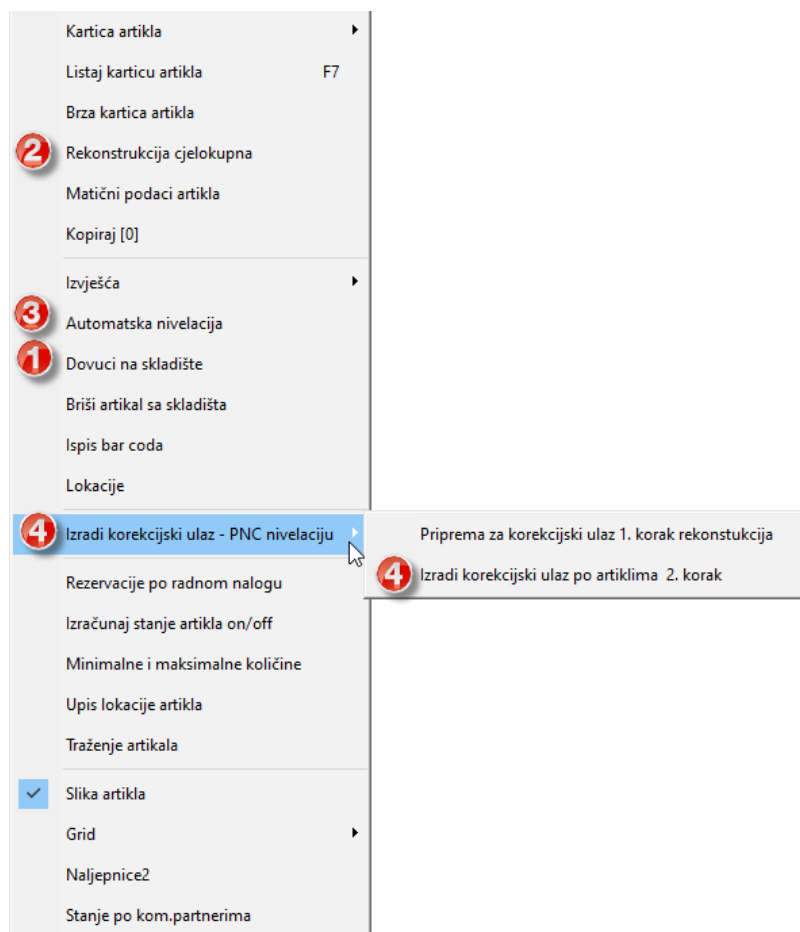 Kartica artikla
Listaj karticu artikla F7
Brza kartica artikla
2 Rekonstrukcija cjelokupna
Matični podaci artikla
Kopiraj [0]
Izvješća
3 Automatska nivelacija
1 Dovuci na skladište
Briši artikal sa skladišta
Ispis bar coda
Lokacije
4 Izradi korekcijski ulaz - PNC nivelaciju
Priprema za korekcijski ulaz 1. korak rekonstukcija
4 Izradi korekcijski ulaz po artiklima 2. korak
Rezervacije po radnom nalogu
Izračunaj stanje artikla on/off
Minimalne i maksimalne količine
Upis lokacije artikla
Traženje artikala
Slika artikla
Grid
Naljepnice2
Stanje po kom.partnerima